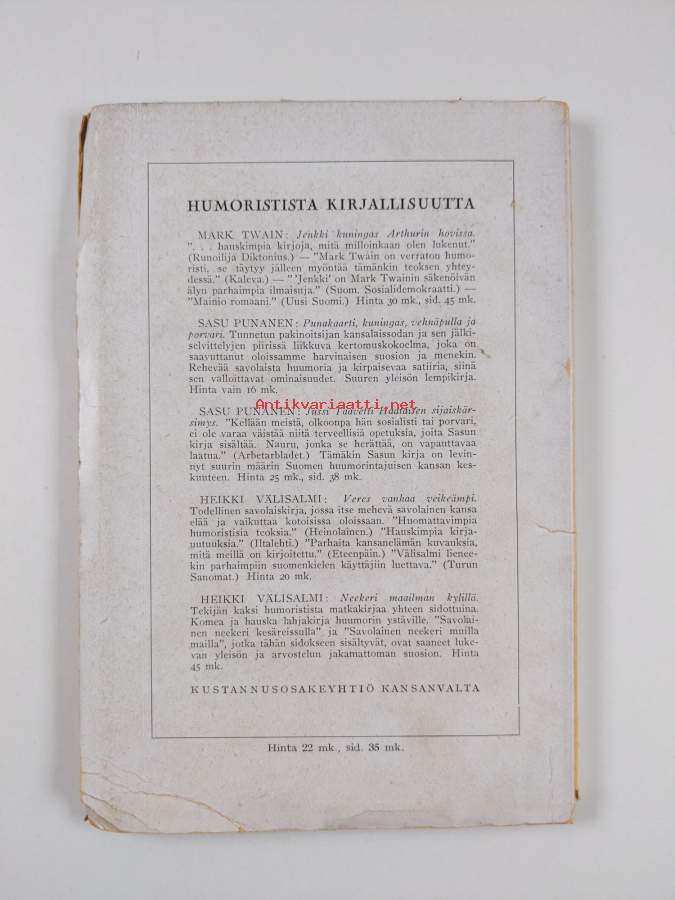 HUMORISTISTA KIRJALLISUUTTA
MARK TWAIN: Jenkki kuningas Arthurin hovissa.
". . . hauskimpia kirjoja, mitä milloinkaan olen lukenut."
(Runoilija Diktonius.) — "Mark Twain on verraton humo-
risti, se täytyy jälleen myöntää tämänkin teoksen yhtey-
dessä." (Kaleva.) — "'Jenkki' on Mark Twainin säkenöivän
älyn parhaimpia ilmaisuja." (Suom. Sosialidemokraatti.) —
"Mainio romaani." (Uusi Suomi.) Hinta 30 mk., sid. 45 mk.
SASU PUNANEN: Punakaarti, kuningas, vehnäpulla ja
porvari. Tunnetun pakinoitsijan kansalaissodan ja sen jälki-
selvittelyjen piirissä liikkuva kertomuskokoelma, joka on
saavuttanut oloissamme harvinaisen suosion ja menekin.
Rehevää savolaista huumoria ja kirpaisevaa satiiria, siinä
sen valloittavat ominaisuudet. Suuren yleisön lempikirja.
Hinta vain 16 mk.
Antikvariaatti.net
SASU PUNANEN: Jussi Taavetti Hoolaisen sijaiskär-
simys. "Kellään meistä, olkoonpa hän sosialisti tai porvari,
ei ole varaa väistää niitä terveellisiä opetuksia, joita Sasun
kirja sisältää. Nauru, jonka se herättää, on vapauttavaa
laatua." (Arbetarbladet.) Tämäkin Sasun kirja on levin-
nyt suurin määrin Suomen huumorintajuisen kansan kes-
kuuteen. Hinta 25 mk., sid. 38 mk.
HEIKKI VÄLISALMI: Veres vanhaa veikeämpi.
Todellinen savolaiskirja, jossa itse mehevä savolainen kansa
elää ja vaikuttaa kotoisissa oloissaan. "Huomattavimpia
humoristisia teoksia." (Heinolainen.) "Hauskimpia kirja-
uutuuksia." (Iltalehti.) "Parhaita kansanelämän kuvauksia,
mitä meillä on kirjoitettu." (Eteenpäin.) "Välisalmi lienee-
kin parhaimpiin suomenkielen käyttäjiin luettava." (Turun
Sanomat.) Hinta 20 mk.
HEIKKI VÄLISALMI: Neekeri maailman kylillä.
Tekijän kaksi humoristista matkakirjaa yhteen sidottuina.
Komea ja hauska lahjakirja huumorin ystäville. "Savolai-
nen neekeri kesäreissulla" ja "Savolainen neekeri muilla
mailla", jotka tähän sidokseen sisältyvät, ovat saaneet luke-
van yleisön ja arvostelun jakamattoman suosion. Hinta
45 mk.
KUSTANNUSOSAKEYHTIÖ KANSANVALTA
Hinta 22 mk., sid. 35 mk.